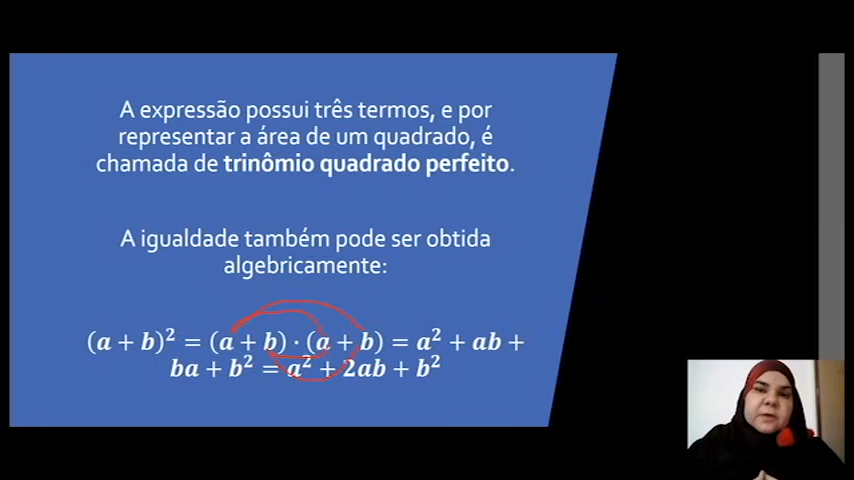 A expressão possui três termos, e por
representar a área de um quadrado, é
chamada de trinômio quadrado perfeito.
A igualdade também pode ser obtida
algebricamente:
(a + b)² = (a + b) · (a + b) = a² + ab +
ba + b² = a² + 2ab + b²